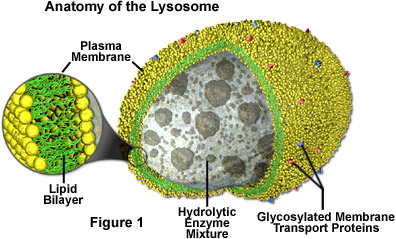 Anatomy of the Lysosome
Plasma
Membrane
Lipid
Bilayer
Figure 1
Hydrolytic
Enzyme
Mixture
Glycosylated Membrane
Transport Proteins